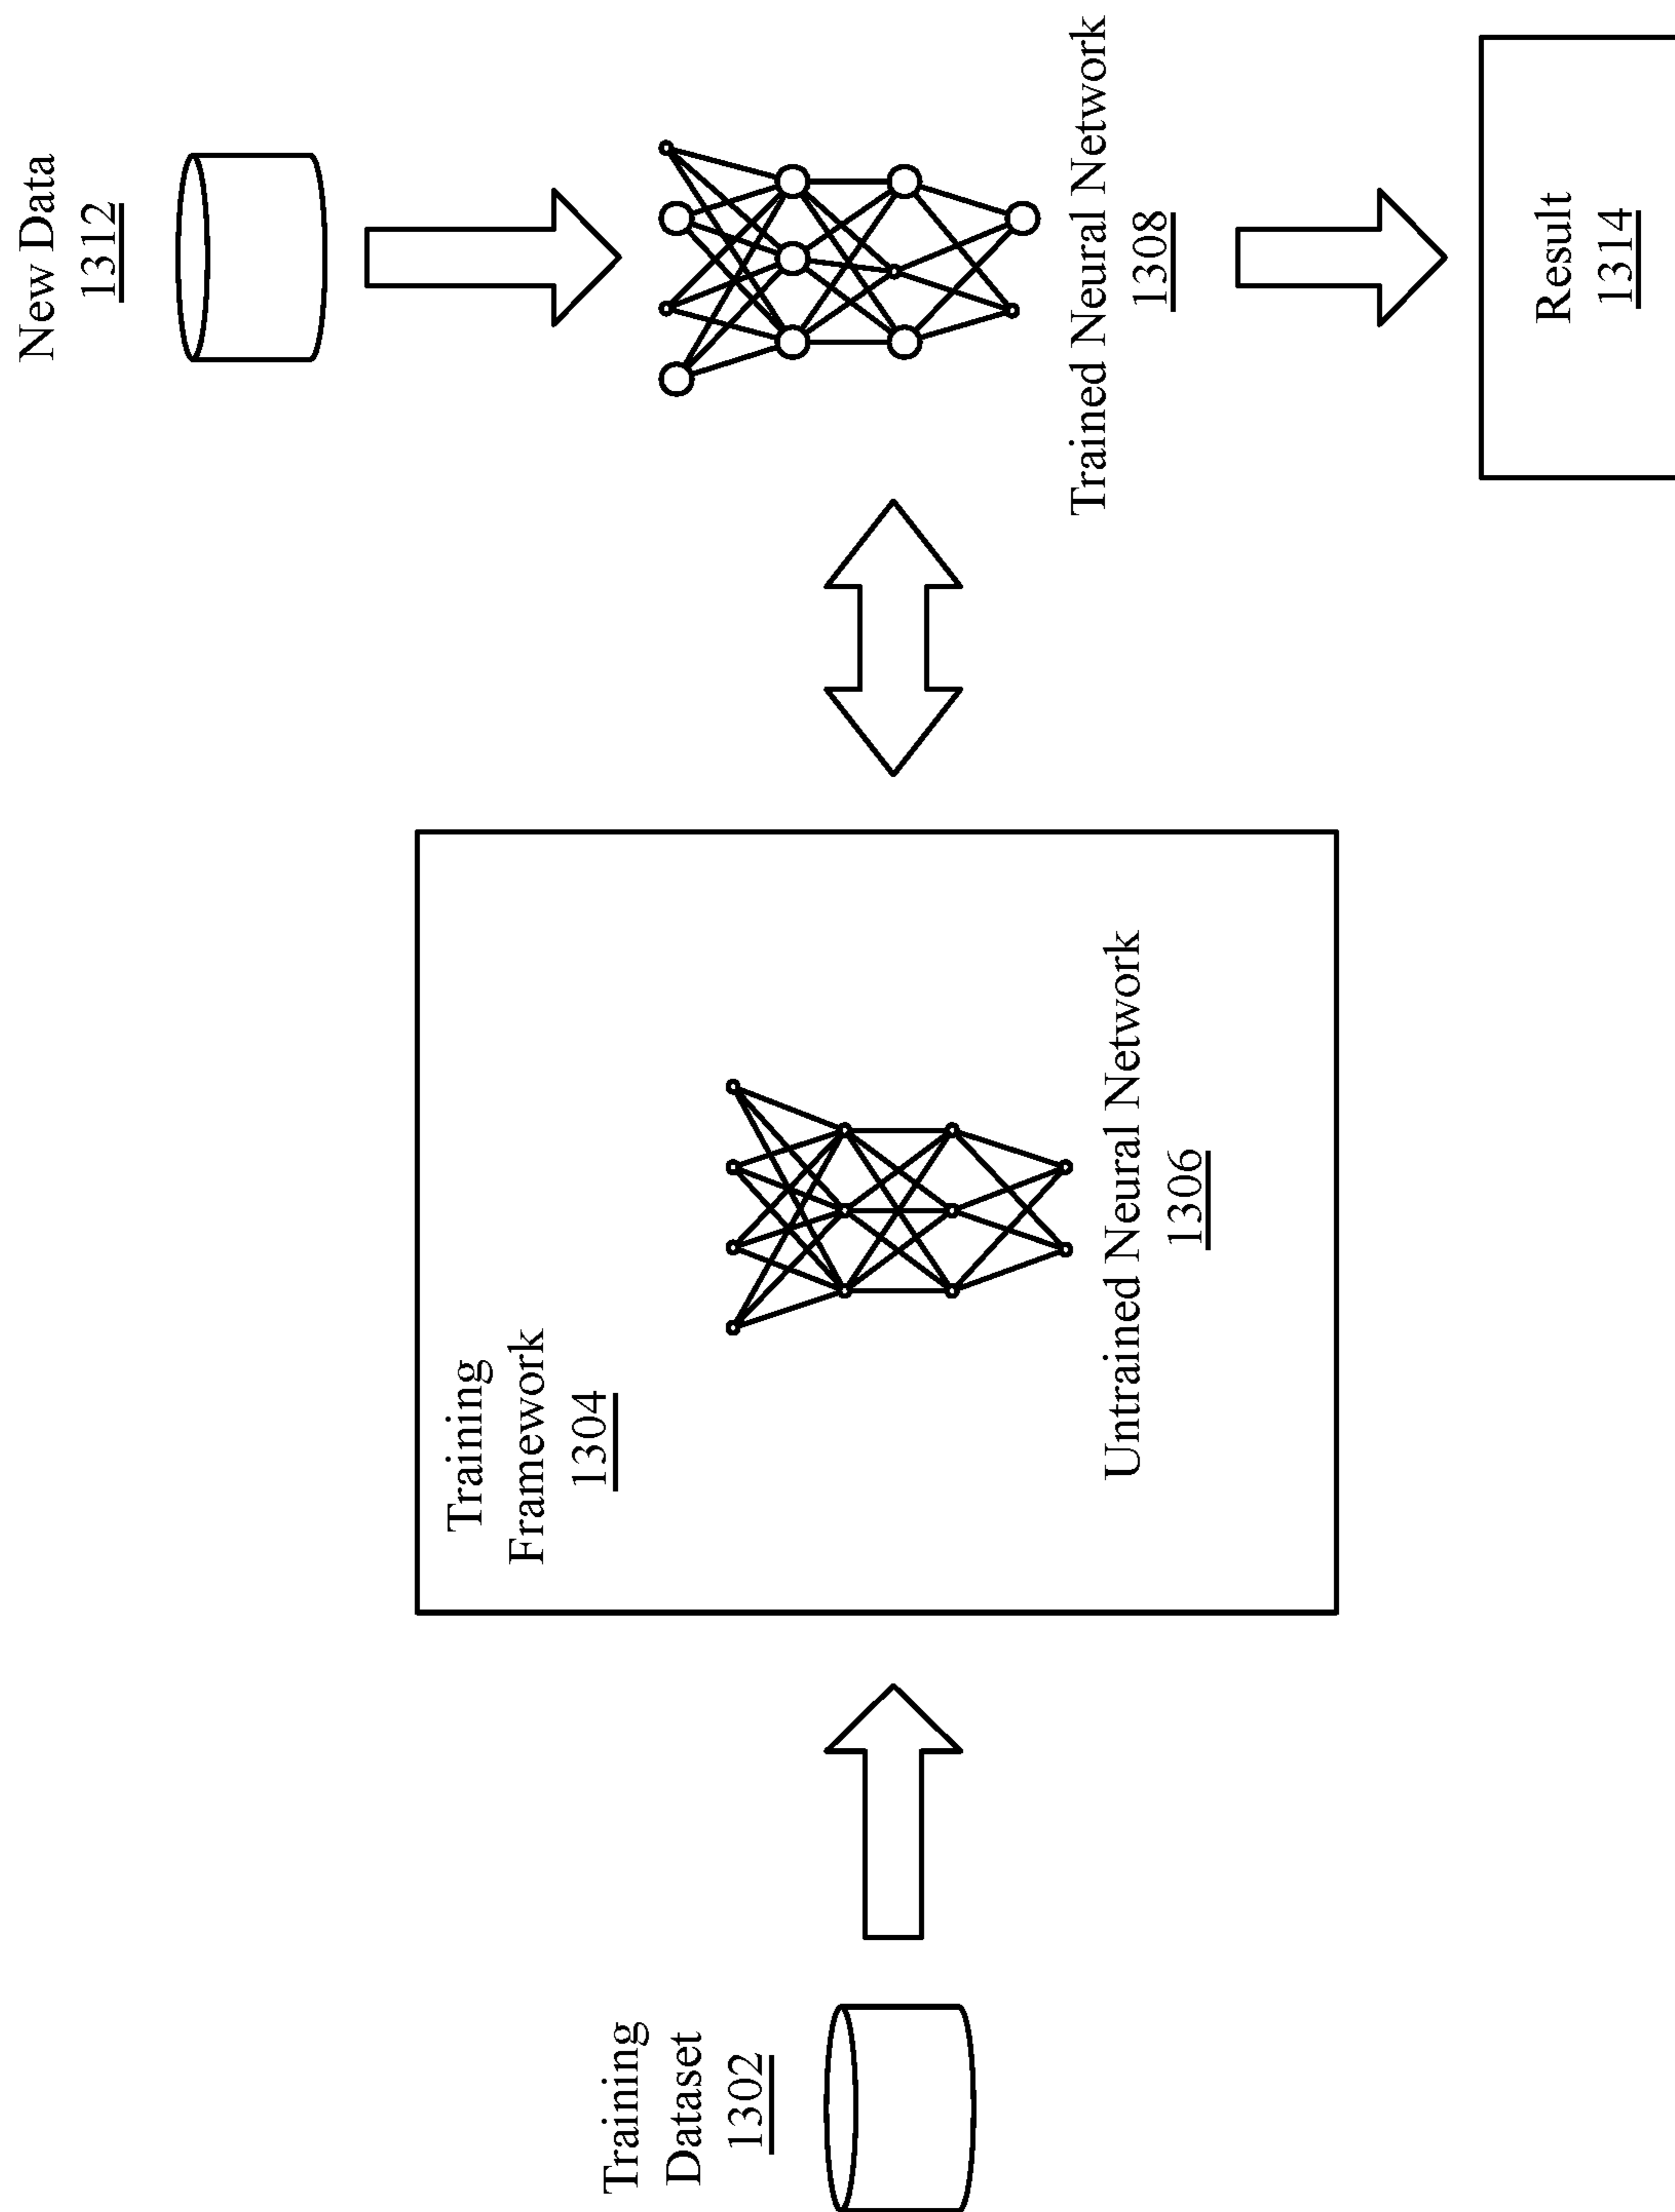 Training
Dataset
1302
Training
Framework
1304
Untrained Neural Network
1306
New Data
1312
Trained Neural Network
1308
Result
1314